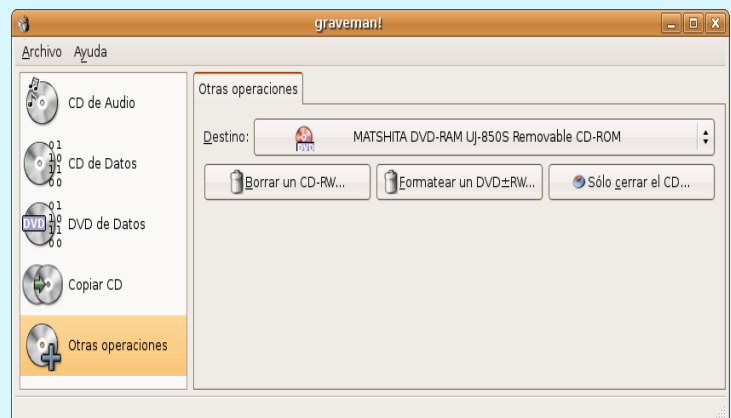 graveman!
Archivo Ayuda
CD de Audio
CD de Datos
DVD de Datos
Copiar CD
Otras operaciones
Otras operaciones
Destino: MATSHITA DVD-RAM UJ-850S Removable CD-ROM
Borrar un CD-RW... Formatear un DVD±RW... Sólo cerrar el CD...